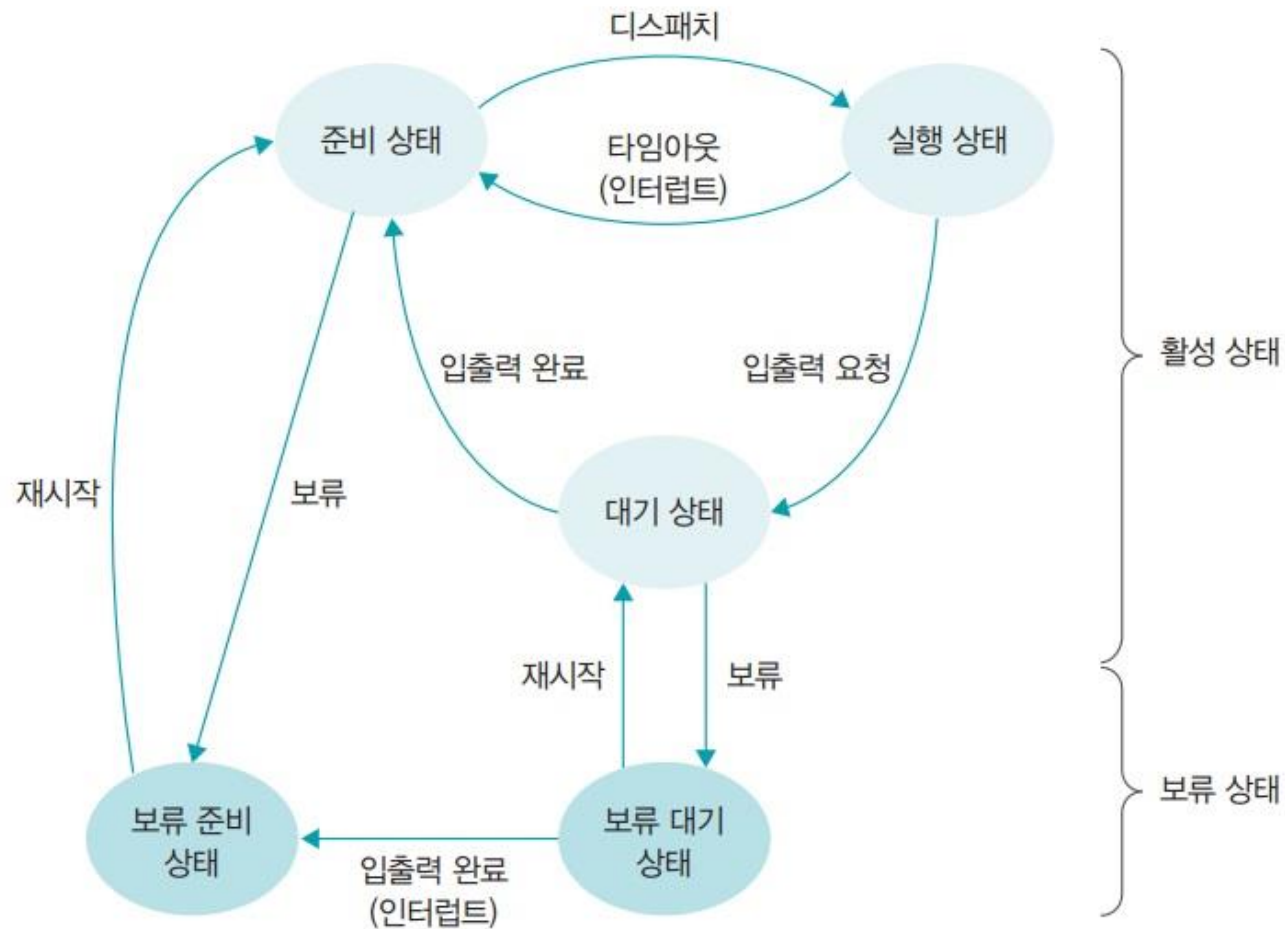 디스패치
준비 상태
실행 상태
타임아웃
(인터럽트)
입출력 완료
입출력 요청
활성 상태
재시작
보류
대기 상태
재시작
보류
보류 상태
보류 준비
상태
보류 대기
상태
입출력 완료
(인터럽트)